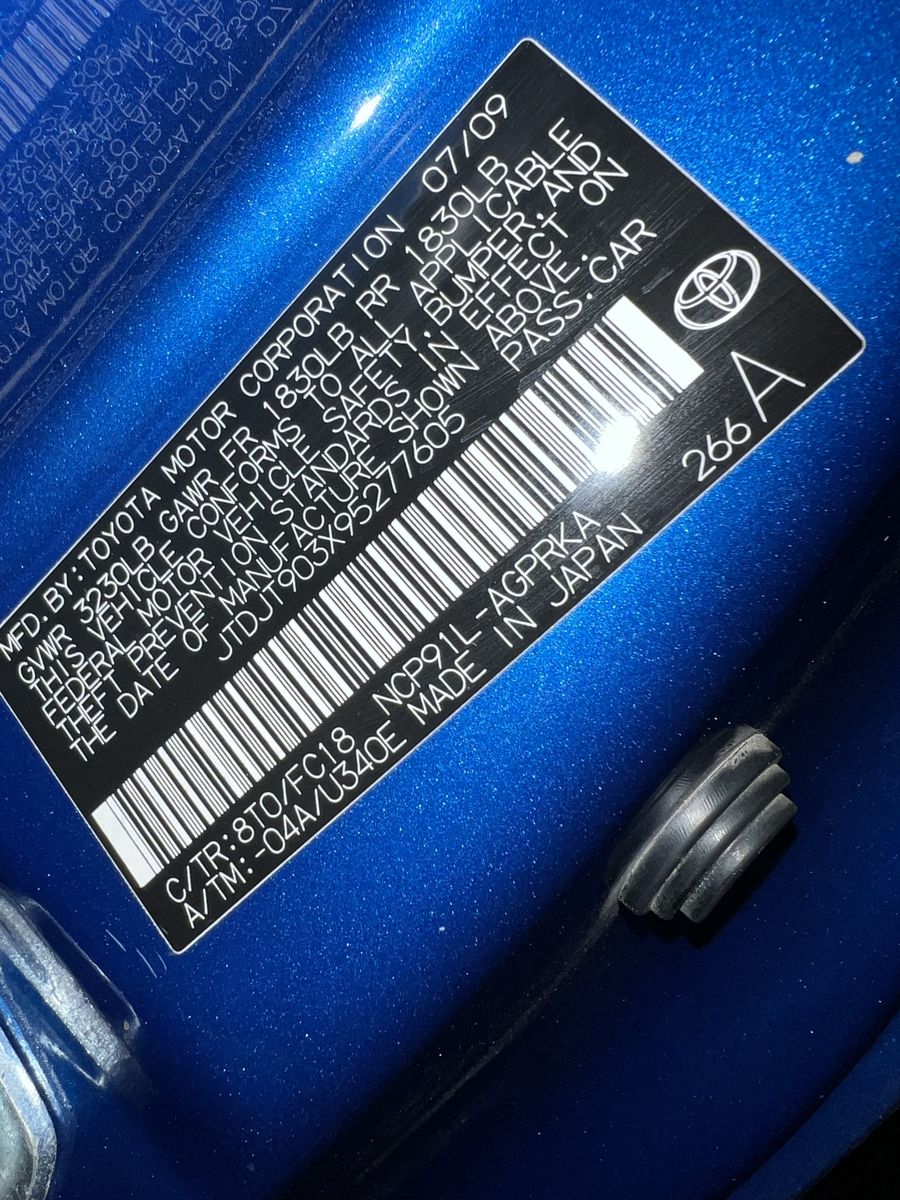 MFD. BY: TOYOTA MOTOR CORPORATION 07/09
GVWR 3230LB GAWR FR 1830LB RR 1830LB
THIS VEHICLE CONFORMS TO ALL APPLICABLE
FEDERAL MOTOR VEHICLE SAFETY, BUMPER, AND
THEFT PREVENTION STANDARDS IN EFFECT ON
THE DATE OF MANUFACTURE SHOWN ABOVE.
JTDJT903X95277605 PASS. CAR
C/TR:8T0/FC18 NCP91L-AGPRKA
A/TM:-04A/U340E MADE IN JAPAN
266A